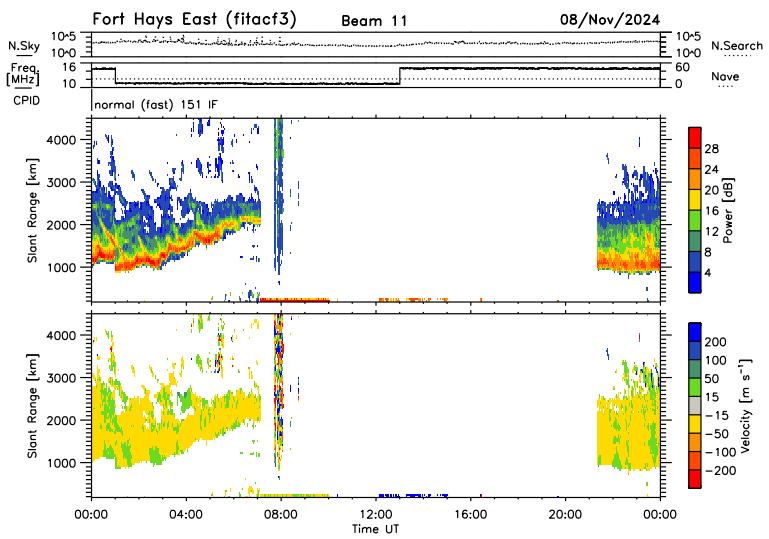 Fort Hays East (fitacf3) Beam 11 08/Nov/2024
N.Sky 10^5 10^0 10^5 10^0 N.Search
Freq. [MHz] 16 10 60 0 Nave
CPID normal (fast) 151 IF
Slant Range [km] 4000 3000 2000 1000
Power [dB] 28 24 20 16 12 8 4
Slant Range [km] 4000 3000 2000 1000
Velocity [m s⁻¹] 200 100 50 15 −15 −50 −100 −200
00:00 04:00 08:00 12:00 16:00 20:00 00:00
Time UT